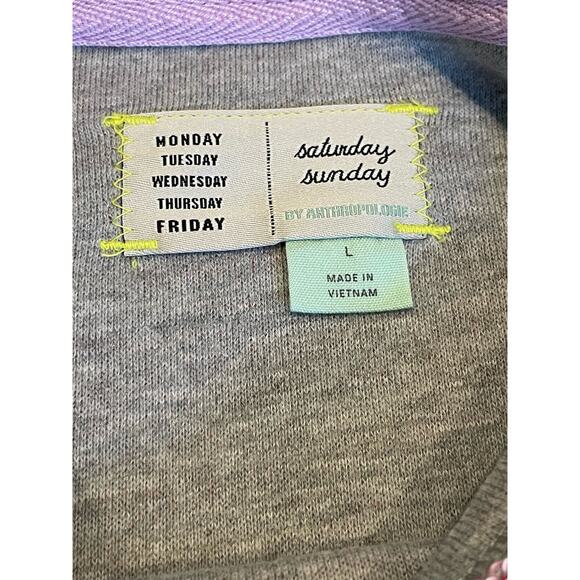 MONDAY
TUESDAY
WEDNESDAY
THURSDAY
FRIDAY
saturday
sunday
BY ANTHROPOLOGIE
L
MADE IN
VIETNAM